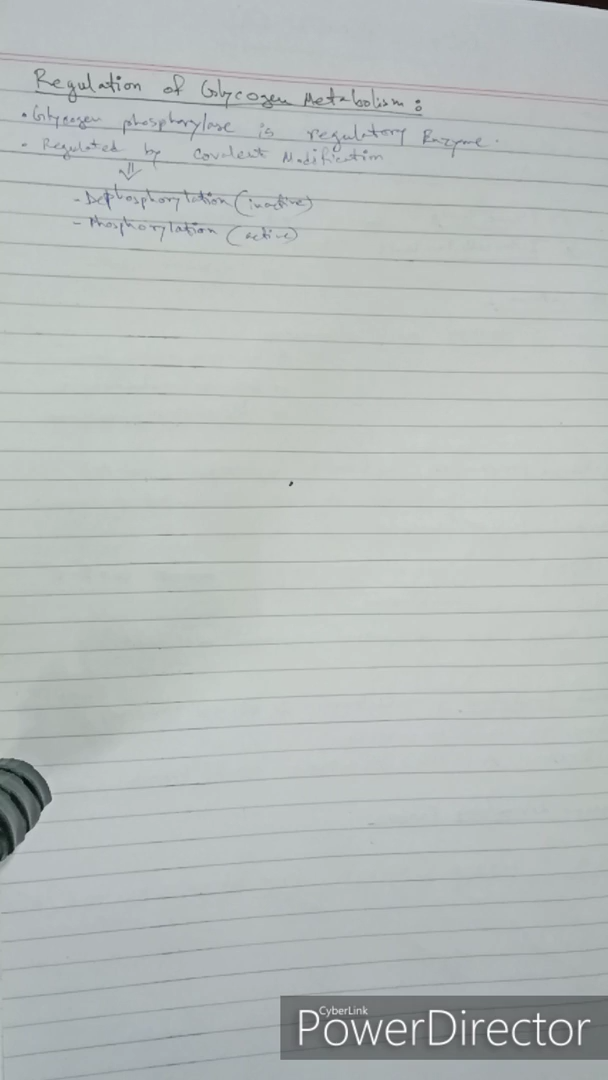 Regulation of Glycogen Metabolism :
• Glycogen phosphorylase is regulatory Enzyme.
• Regulated by Covalent Modification
⇓
- Dephosphorylation (inactive)
- Phosphorylation (active)
CyberLink
PowerDirector